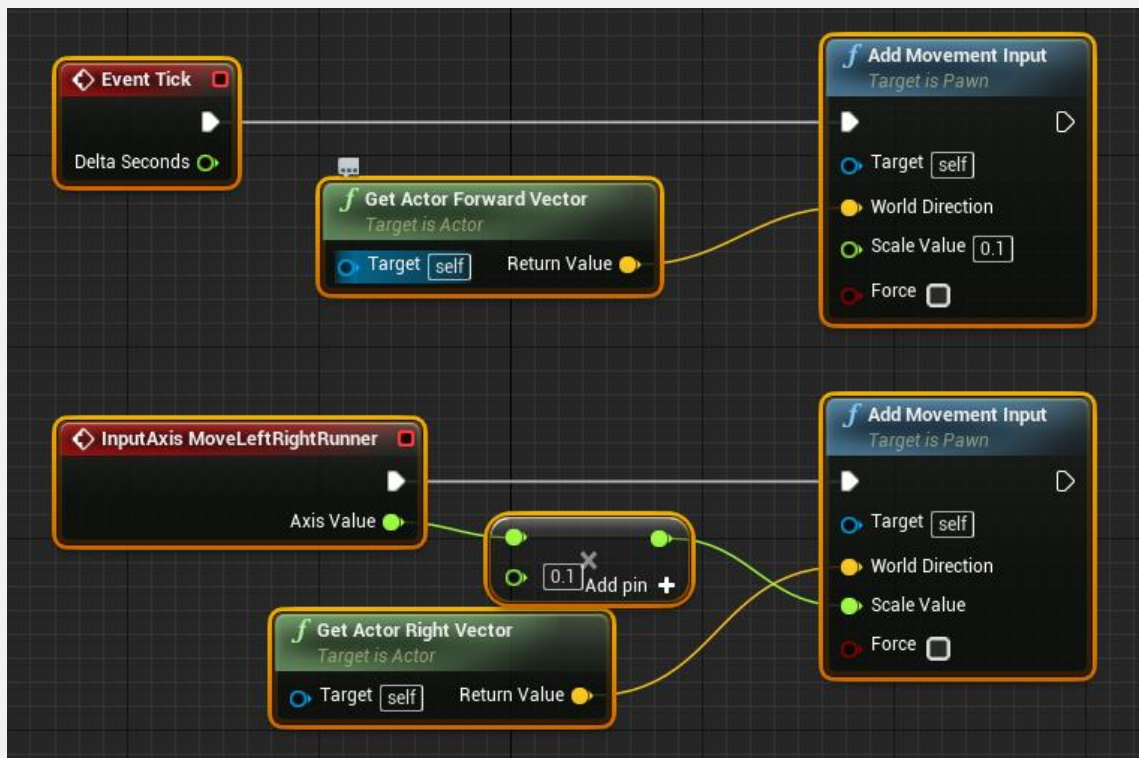 Event Tick
Delta Seconds
f Add Movement Input
Target is Pawn
Target self
World Direction
Scale Value 0.1
Force
f Get Actor Forward Vector
Target is Actor
Target self Return Value
InputAxis MoveLeftRightRunner
Axis Value
0.1 Add pin +
f Get Actor Right Vector
Target is Actor
Target self Return Value
f Add Movement Input
Target is Pawn
Target self
World Direction
Scale Value
Force